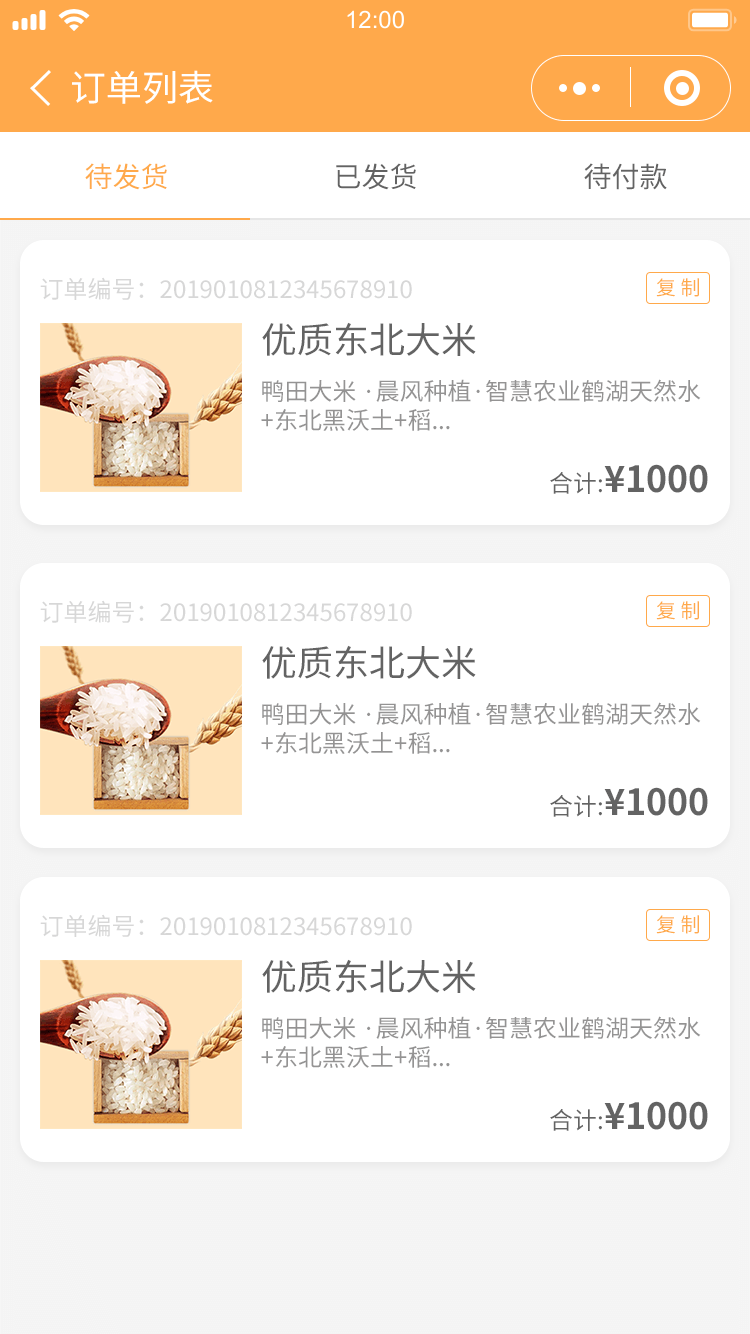 12:00
订单列表
待发货
已发货
待付款
订单编号：2019010812345678910
复制
优质东北大米
鸭田大米 ·晨风种植·智慧农业鹤湖天然水
+东北黑沃土+稻...
合计:¥1000
订单编号：2019010812345678910
复制
优质东北大米
鸭田大米 ·晨风种植·智慧农业鹤湖天然水
+东北黑沃土+稻...
合计:¥1000
订单编号：2019010812345678910
复制
优质东北大米
鸭田大米 ·晨风种植·智慧农业鹤湖天然水
+东北黑沃土+稻...
合计:¥1000